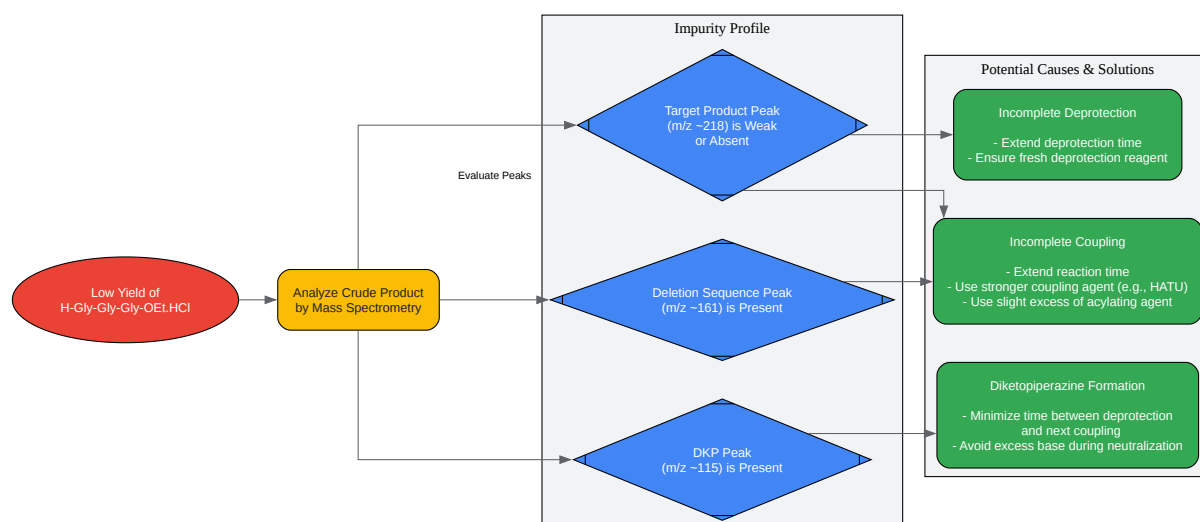 Impurity Profile
Potential Causes & Solutions
Target Product Peak
(m/z ~218) is Weak
or Absent
Incomplete Deprotection
- Extend deprotection time
- Ensure fresh deprotection reagent
Evaluate Peaks
Low Yield of
H-Gly-Gly-Gly-OEt.HCl
Analyze Crude Product
by Mass Spectrometry
Deletion Sequence Peak
(m/z ~161) is Present
Incomplete Coupling
- Extend reaction time
- Use stronger coupling agent (e.g., HATU)
- Use slight excess of acylating agent
DKP Peak
(m/z ~115) is Present
Diketopiperazine Formation
- Minimize time between deprotection
and next coupling
- Avoid excess base during neutralization